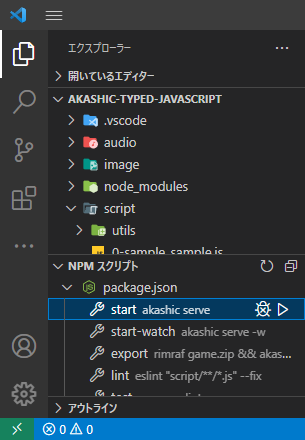 エクスプローラー
開いているエディター
AKASHIC-TYPED-JAVASCRIPT
.vscode
audio
image
node_modules
script
utils
0-sample_sample.js
NPM スクリプト
package.json
start akashic serve
start-watch akashic serve -w
export rimraf game.zip && akas...
lint eslint "script/**/*.js" --fix
アウトライン
0 0